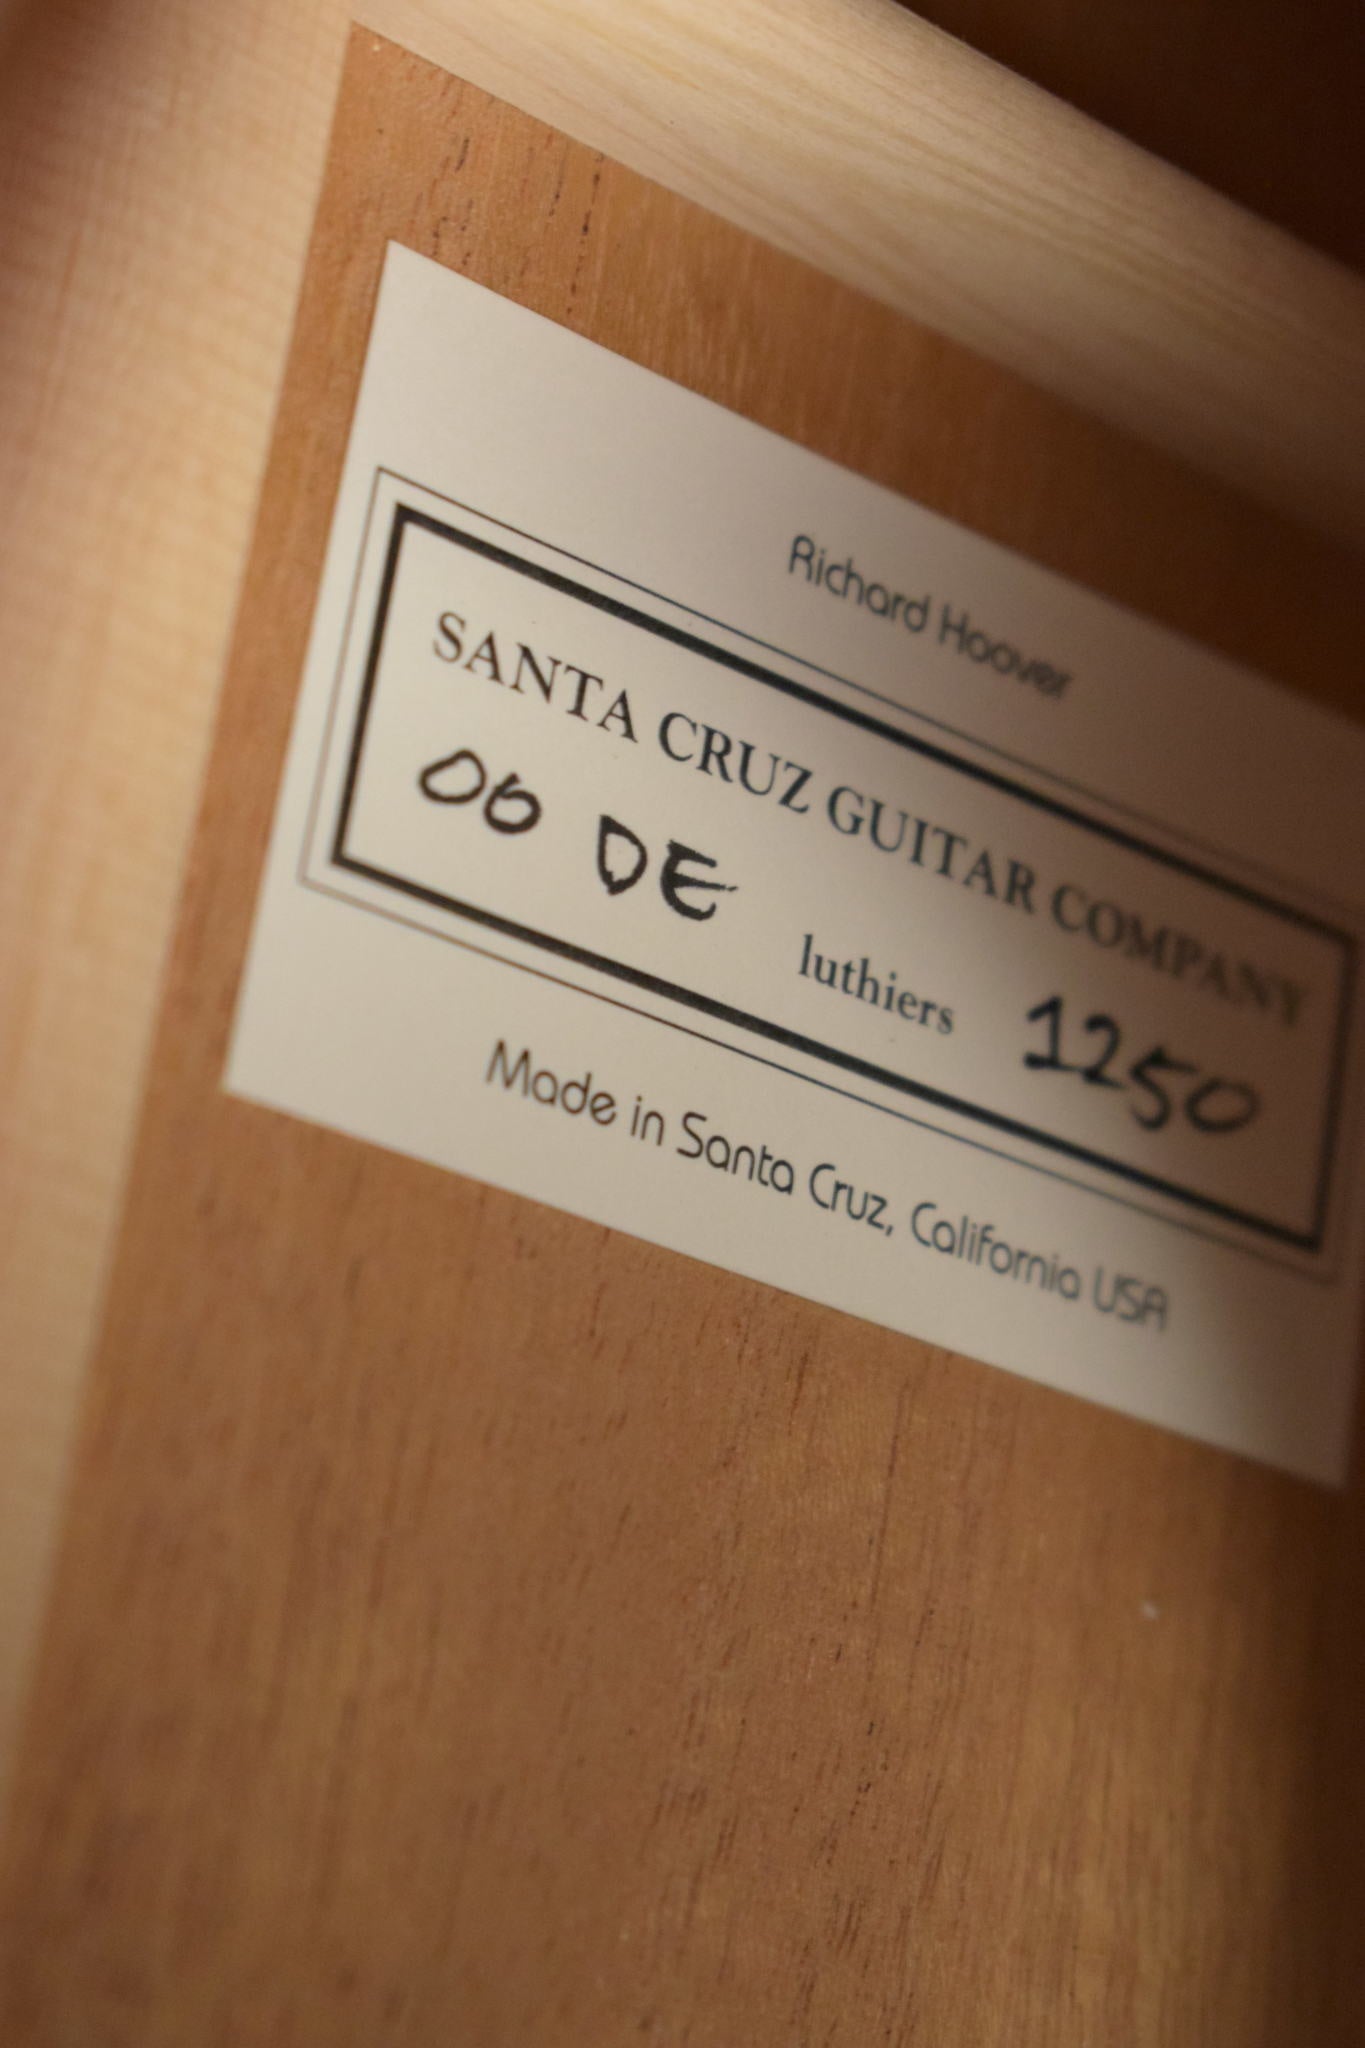 Richard Hoover
SANTA CRUZ GUITAR COMPANY
OO DE luthiers 1250
Made in Santa Cruz, California USA